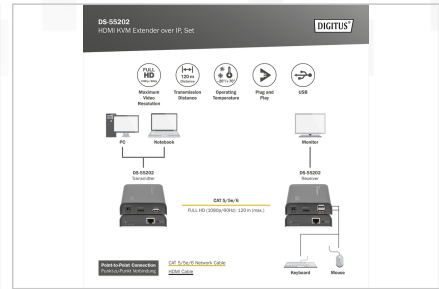 DS-55202
HDMI KVM Extender over IP, Set
DIGITUS®
FULL
HD
120 m
Distance
Maximum
Video
Resolution
Transmission
Distance
Operating
Temperature
Plug and
Play
USB
PC
Notebook
Monitor
DS-55202
Transmitter
DS-55202
Receiver
CAT 5/5e/6
FULL HD (1080p/60Hz: 120 m (max.)
Point-to-Point Connection
Punkt-zu-Punkt Verbindung
CAT 5/5e/6 Network Cable
HDMI Cable
Keyboard
Mouse